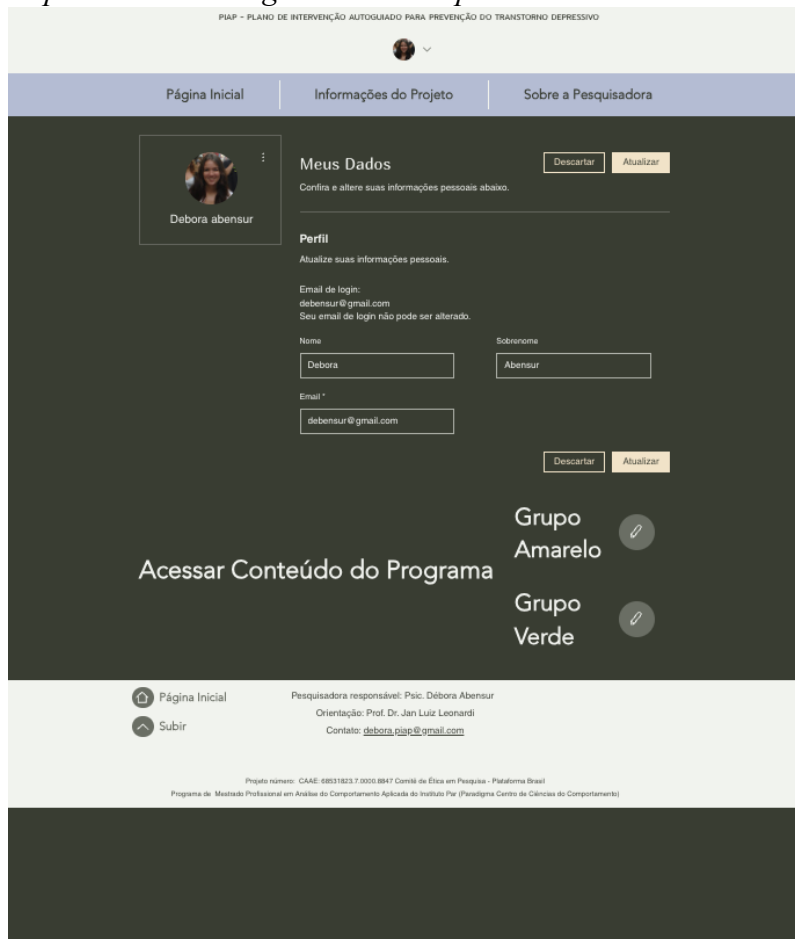 PIAP - PLANO DE INTERVENÇÃO AUTOGUIADO PARA PREVENÇÃO DO TRANSTORNO DEPRESSIVO
Página Inicial
Informações do Projeto
Sobre a Pesquisadora
Debora abensur
Meus Dados
Descartar
Atualizar
Confira e altere suas informações pessoais abaixo.
Perfil
Atualize suas informações pessoais.
Email de login:
debensur@gmail.com
Seu email de login não pode ser alterado.
Nome
Sobrenome
Debora
Abensur
Email *
debensur@gmail.com
Descartar
Atualizar
Acessar Conteúdo do Programa
Grupo
Amarelo
Grupo
Verde
Página Inicial
Subir
Pesquisadora responsável: Psic. Débora Abensur
Orientação: Prof. Dr. Jan Luiz Leonardi
Contato: debora.piap@gmail.com
Projeto número: CAAE: 68531823.7.0000.8847 Comitê de Ética em Pesquisa - Plataforma Brasil
Programa de Mestrado Profissional em Análise do Comportamento Aplicada do Instituto Par (Paradigma Centro de Ciências do Comportamento)